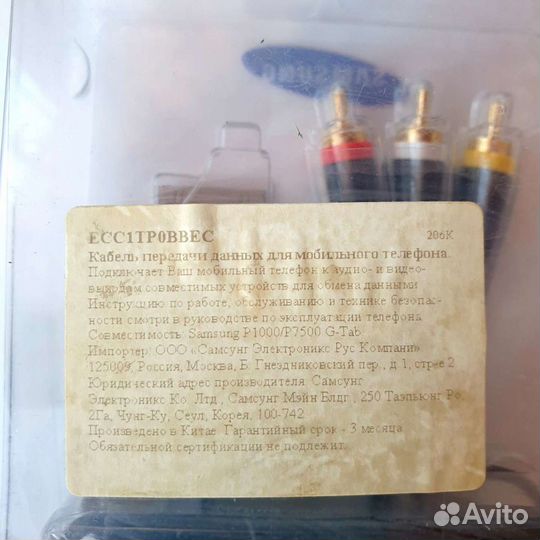 SAMSUNG
ECC1TP0BBEC 206K
Кабель передачи данных для мобильного телефона.
Подключает Ваш мобильный телефон к аудио- и видео-
выходам совместимых устройств для обмена данными
Инструкцию по работе, обслуживанию и технике безопас-
ности смотри в руководстве по эксплуатации телефона.
Совместимость: Samsung P1000/P7500 G-Tab
Импортер: ООО «Самсунг Электроникс Рус Компани»
125009, Россия, Москва, Б. Гнездниковский пер., д.1, стр-е 2
Юридический адрес производителя: Самсунг
Электроникс Ко. Лтд., Самсунг Мэйн Блдг., 250 Таэпьюнг Ро
2Га, Чунг-Ку, Сеул, Корея, 100-742
Произведено в Китае. Гарантийный срок - 3 месяца
Обязательной сертификации не подлежит.
Avito